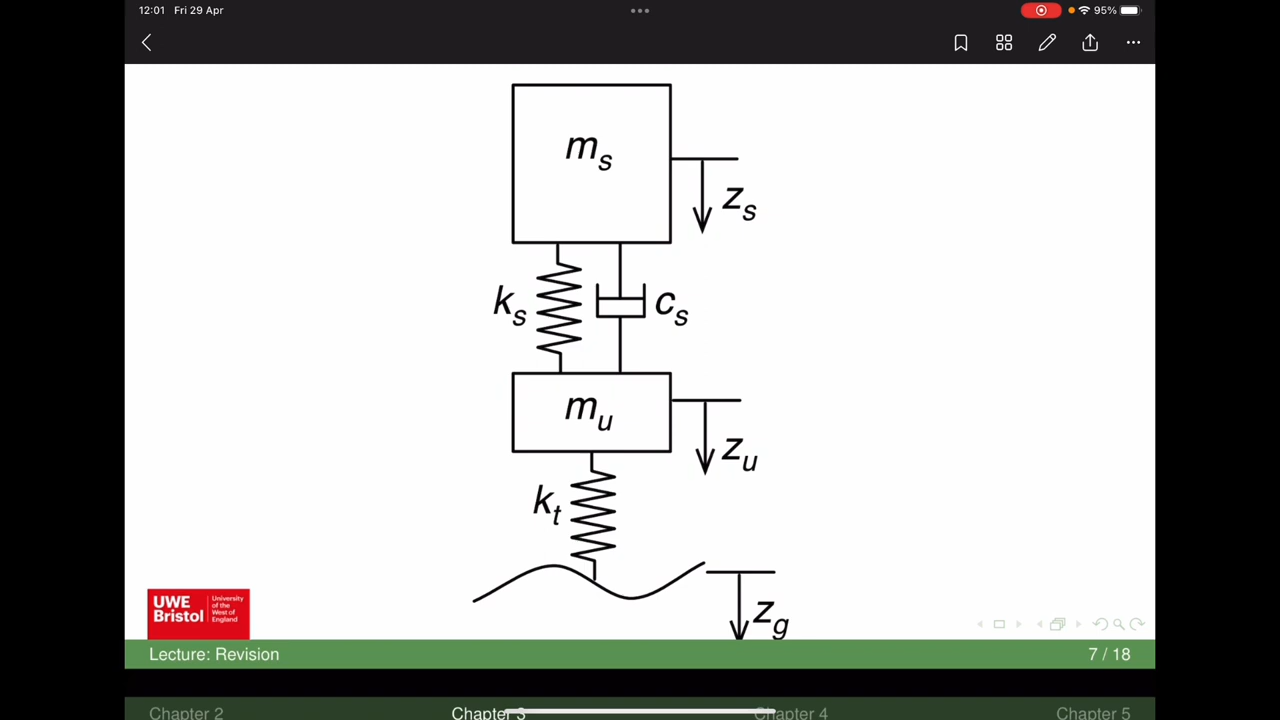 12:01 Fri 29 Apr
95%
m_s
z_s
k_s
c_s
m_u
z_u
k_t
z_g
UWE
Bristol
University
of the
West of
England
Lecture: Revision
7 / 18
Chapter 2
Chapter 3
Chapter 4
Chapter 5